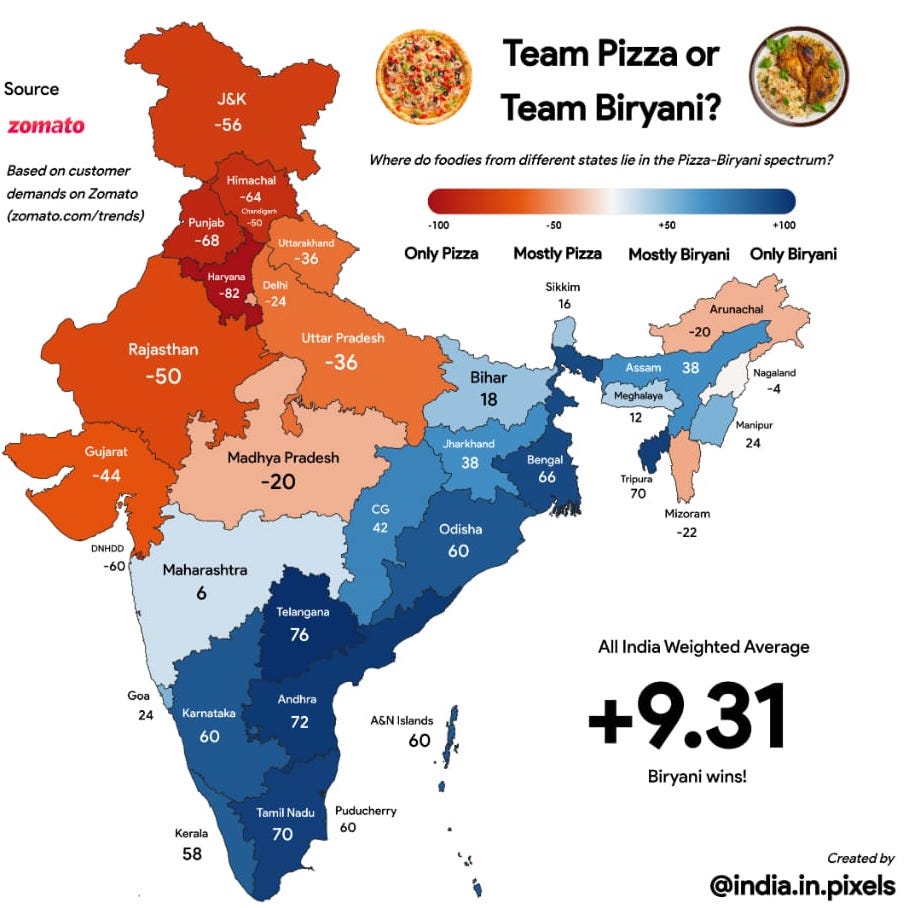 Team Pizza or
Team Biryani?
Source
zomato
Based on customer
demands on Zomato
(zomato.com/trends)
Where do foodies from different states lie in the Pizza-Biryani spectrum?
-100
-50
+50
+100
Only Pizza
Mostly Pizza
Mostly Biryani
Only Biryani
J&K
-56
Himachal
-64
Chandigarh
-50
Punjab
-68
Uttarakhand
-36
Haryana
-82
Delhi
-24
Rajasthan
-50
Uttar Pradesh
-36
Sikkim
16
Arunachal
-20
Assam 38
Nagaland
-4
Meghalaya
12
Manipur
24
Tripura
70
Mizoram
-22
Bihar
18
Gujarat
-44
Madhya Pradesh
-20
Jharkhand
38
Bengal
66
CG
42
Odisha
60
DNHDD
-60
Maharashtra
6
Telangana
76
Goa
24
Karnataka
60
Andhra
72
A&N Islands
60
Tamil Nadu
70
Puducherry
60
Kerala
58
All India Weighted Average
+9.31
Biryani wins!
Created by
@india.in.pixels